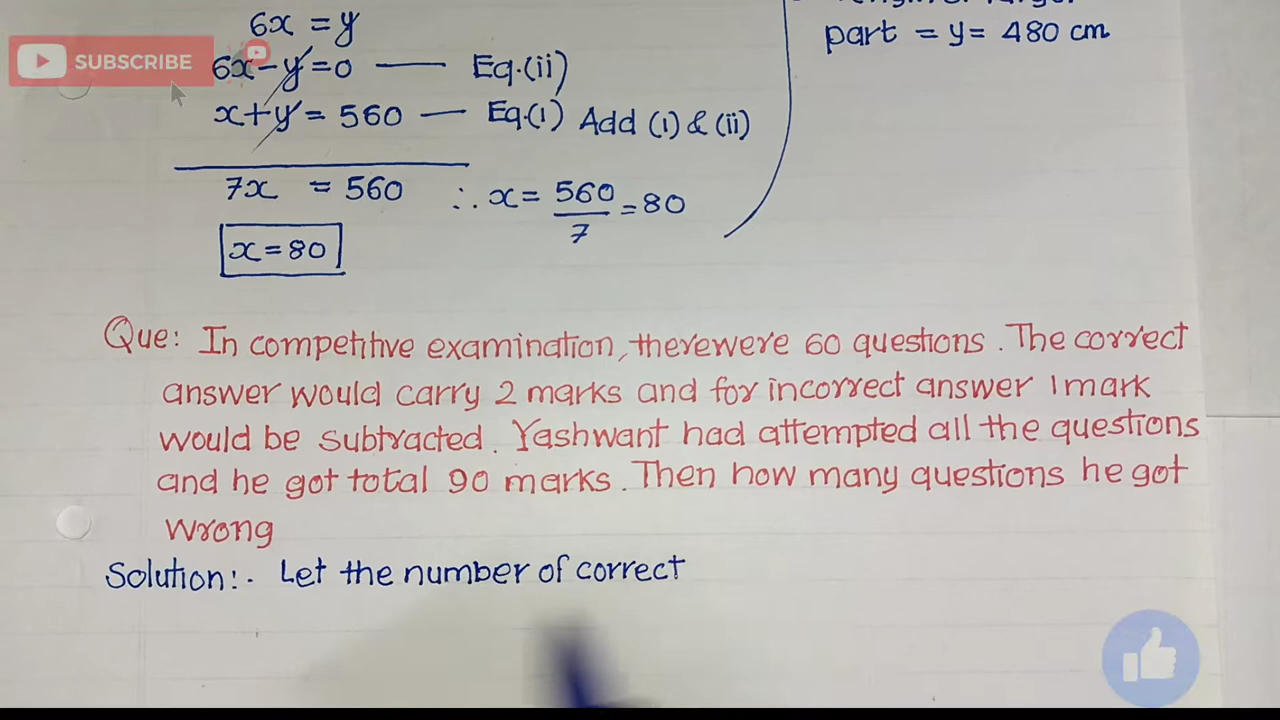 6x = y
SUBSCRIBE
6x - y = 0 — Eq.(ii)
x + y = 560 — Eq.(1) Add (1) & (ii)
7x = 560 ∴ x = 560/7 = 80
x = 80
part = y = 480 cm
Que: In competitive examination, there were 60 questions. The correct
answer would carry 2 marks and for incorrect answer 1 mark
would be subtracted. Yashwant had attempted all the questions
and he got total 90 marks. Then how many questions he got
wrong
Solution:. Let the number of correct